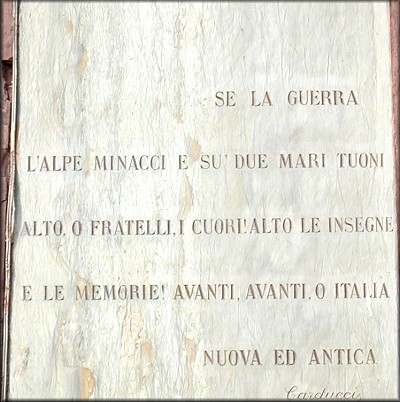 SE LA GUERRA
L'ALPE MINACCI E SU' DUE MARI TUONI
ALTO, O FRATELLI, I CUORI! ALTO LE INSEGNE
E LE MEMORIE! AVANTI, AVANTI, O ITALIA
NUOVA ED ANTICA
Carducci